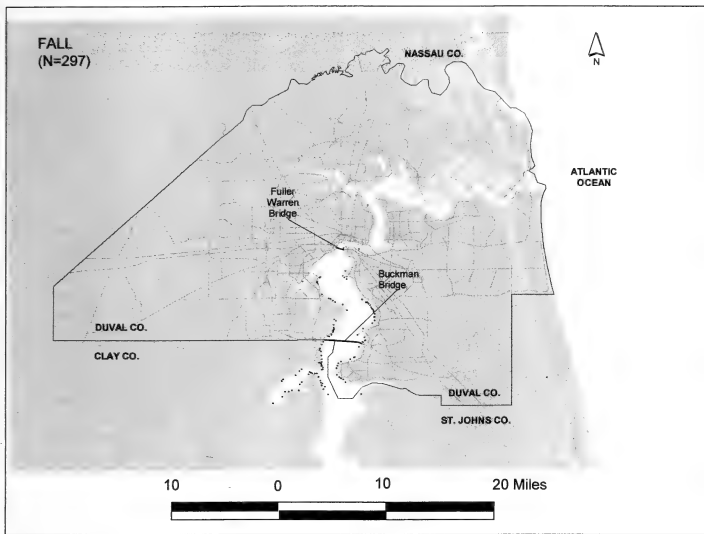 FALL
(N=297)
NASSAU CO.
N
ATLANTIC
OCEAN
Fuller
Warren
Bridge
Buckman
Bridge
DUVAL CO.
CLAY CO.
DUVAL CO.
ST. JOHNS CO.
10 0 10 20 Miles